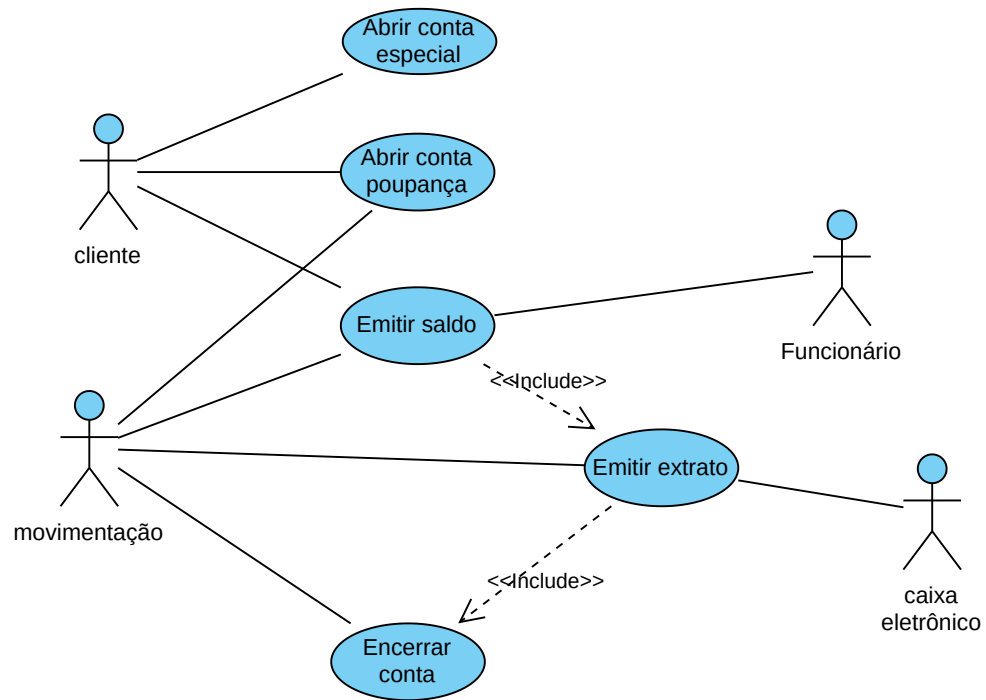 Abrir conta
especial
Abrir conta
poupança
cliente
Emitir saldo
Funcionário
<<Include>>
Emitir extrato
movimentação
<<Include>>
caixa
eletrônico
Encerrar
conta